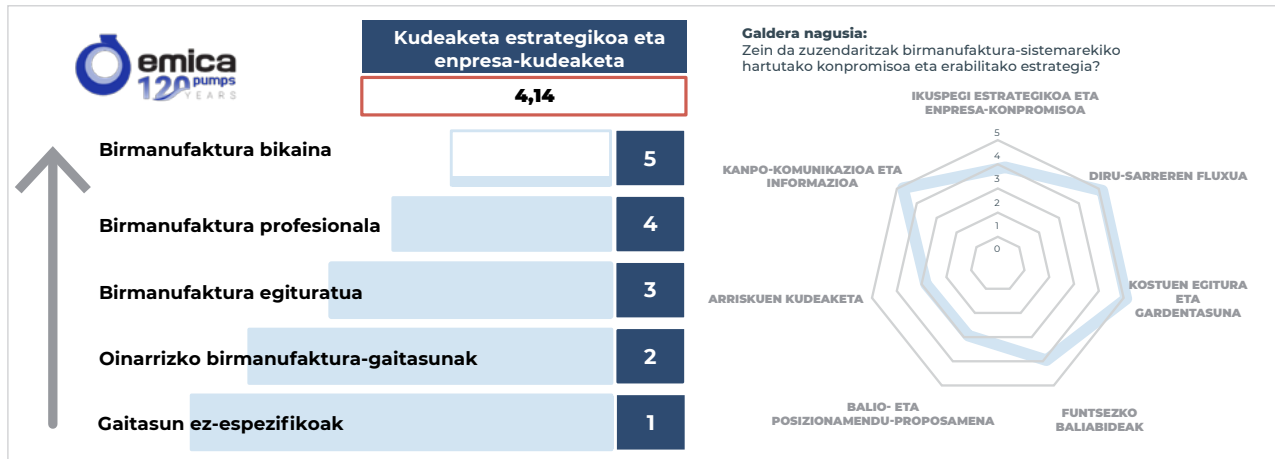 emica
120 pumps
YEARS
Kudeaketa estrategikoa eta
enpresa-kudeaketa
4,14
Birmanufaktura bikaina
5
Birmanufaktura profesionala
4
Birmanufaktura egituratua
3
Oinarrizko birmanufaktura-gaitasunak
2
Gaitasun ez-espezifikoak
1
Galdera nagusia:
Zein da zuzendaritzak birmanufaktura-sistemarekiko
hartutako konpromisoa eta erabilitako estrategia?
IKUSPEGI ESTRATEGIKOA ETA
ENPRESA-KONPROMISOA
5
4
3
2
1
0
DIRU-SARREREN FLUXUA
KOSTUEN EGITURA
ETA
GARDENTASUNA
FUNTSEZKO
BALIABIDEAK
BALIO- ETA
POSIZIONAMENDU-PROPOSAMENA
ARRISKUEN KUDEAKETA
KANPO-KOMUNIKAZIOA ETA
INFORMAZIOA